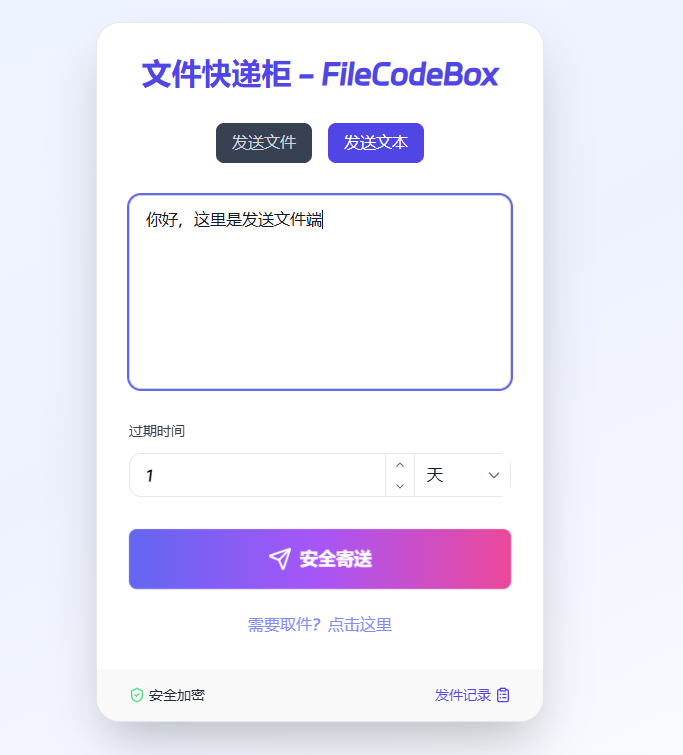 文件快递柜 - FileCodeBox
发送文件 发送文本
你好，这里是发送文件端
过期时间
1 天
安全寄送
需要取件？点击这里
安全加密 发件记录